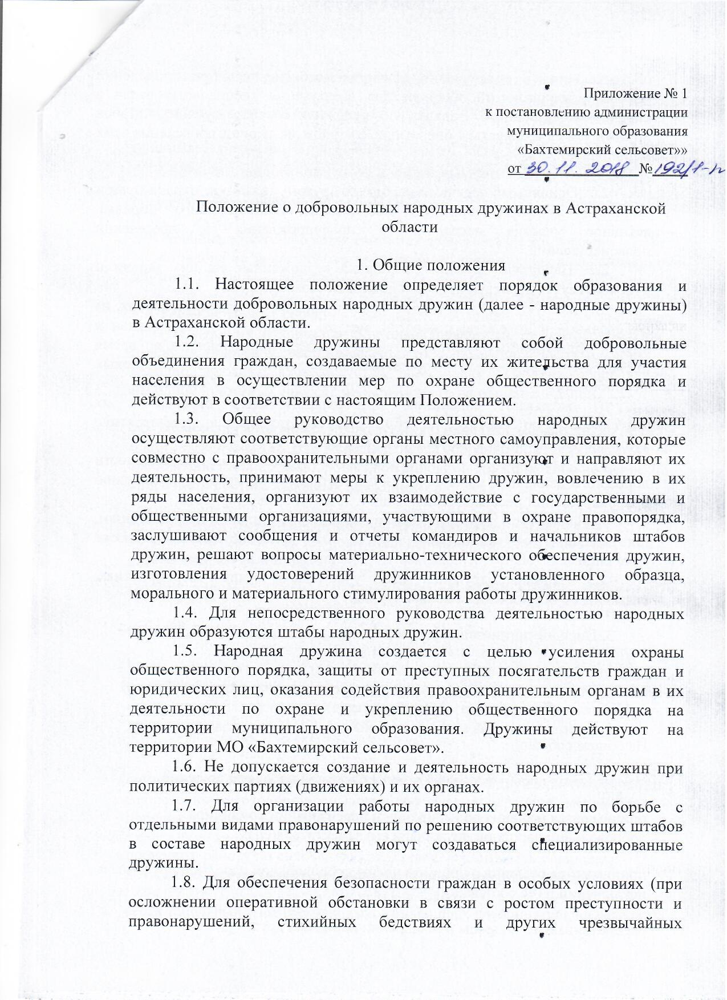 Приложение № 1
к постановлению администрации
муниципального образования
«Бахтемирский сельсовет»»
от 30.11.2018 №192/1-п
Положение о добровольных народных дружинах в Астраханской
области
1. Общие положения
1.1. Настоящее положение определяет порядок образования и
деятельности добровольных народных дружин (далее - народные дружины)
в Астраханской области.
1.2. Народные дружины представляют собой добровольные
объединения граждан, создаваемые по месту их жительства для участия
населения в осуществлении мер по охране общественного порядка и
действуют в соответствии с настоящим Положением.
1.3. Общее руководство деятельностью народных дружин
осуществляют соответствующие органы местного самоуправления, которые
совместно с правоохранительными органами организуют и направляют их
деятельность, принимают меры к укреплению дружин, вовлечению в их
ряды населения, организуют их взаимодействие с государственными и
общественными организациями, участвующими в охране правопорядка,
заслушивают сообщения и отчеты командиров и начальников штабов
дружин, решают вопросы материально-технического обеспечения дружин,
изготовления удостоверений дружинников установленного образца,
морального и материального стимулирования работы дружинников.
1.4. Для непосредственного руководства деятельностью народных
дружин образуются штабы народных дружин.
1.5. Народная дружина создается с целью усиления охраны
общественного порядка, защиты от преступных посягательств граждан и
юридических лиц, оказания содействия правоохранительным органам в их
деятельности по охране и укреплению общественного порядка на
территории муниципального образования. Дружины действуют на
территории МО «Бахтемирский сельсовет».
1.6. Не допускается создание и деятельность народных дружин при
политических партиях (движениях) и их органах.
1.7. Для организации работы народных дружин по борьбе с
отдельными видами правонарушений по решению соответствующих штабов
в составе народных дружин могут создаваться специализированные
дружины.
1.8. Для обеспечения безопасности граждан в особых условиях (при
осложнении оперативной обстановки в связи с ростом преступности и
правонарушений, стихийных бедствиях и других чрезвычайных